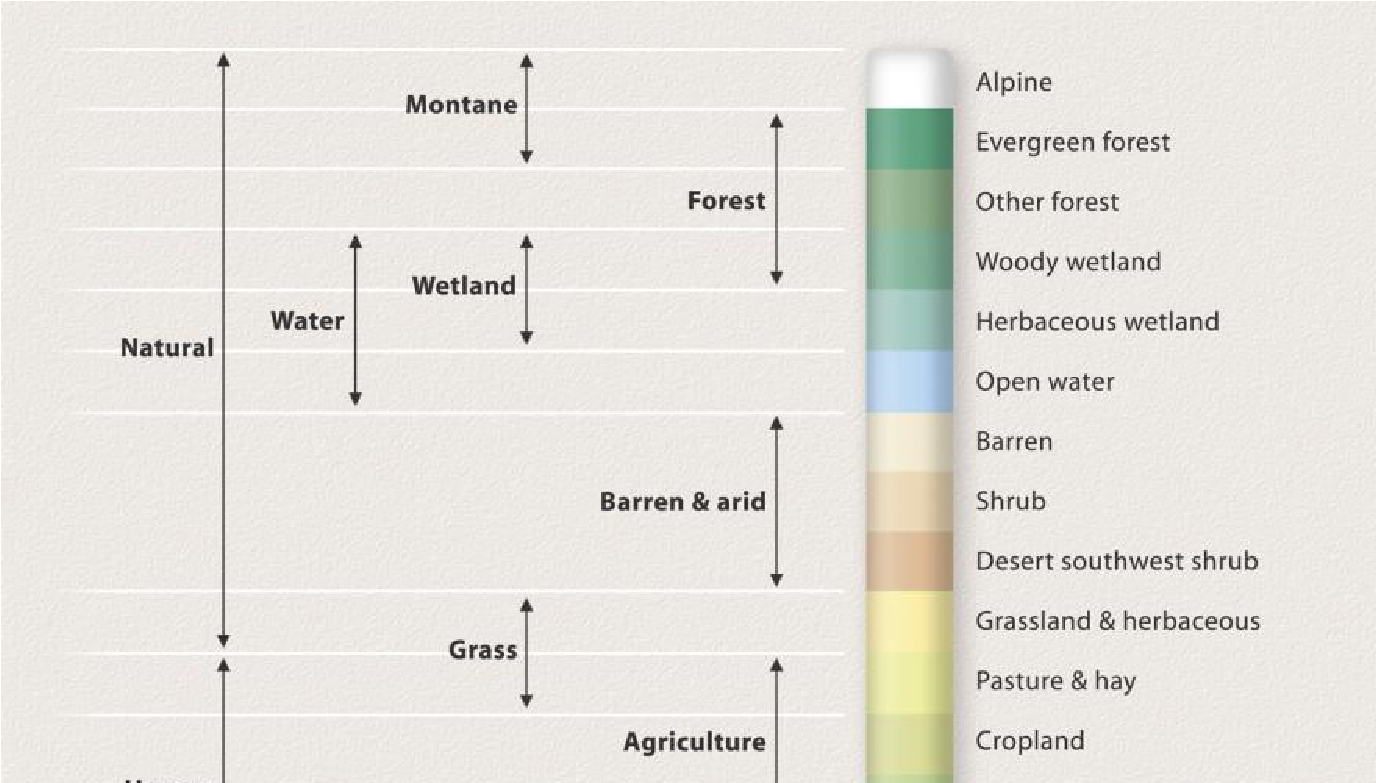 Alpine
Montane
Evergreen forest
Forest
Other forest
Woody wetland
Wetland
Water
Herbaceous wetland
Natural
Open water
Barren
Barren & arid
Shrub
Desert southwest shrub
Grassland & herbaceous
Grass
Pasture & hay
Agriculture
Cropland